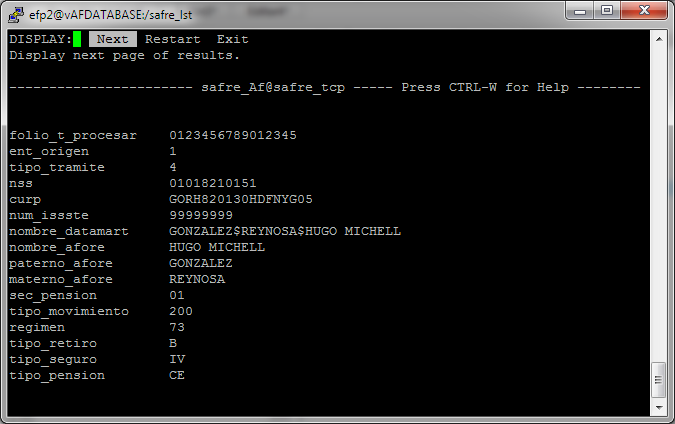 efp2@vAFDATABASE:/safre_lst
DISPLAY: Next Restart Exit
Display next page of results.
----------------------- safre_Af@safre_tcp ----- Press CTRL-W for Help --------
folio_t_procesar 0123456789012345
ent_origen 1
tipo_tramite 4
nss 01018210151
curp GORH820130HDFNYG05
num_issste 99999999
nombre_datamart GONZALEZ$REYNOSA$HUGO MICHELL
nombre_afore HUGO MICHELL
paterno_afore GONZALEZ
materno_afore REYNOSA
sec_pension 01
tipo_movimiento 200
regimen 73
tipo_retiro B
tipo_seguro IV
tipo_pension CE